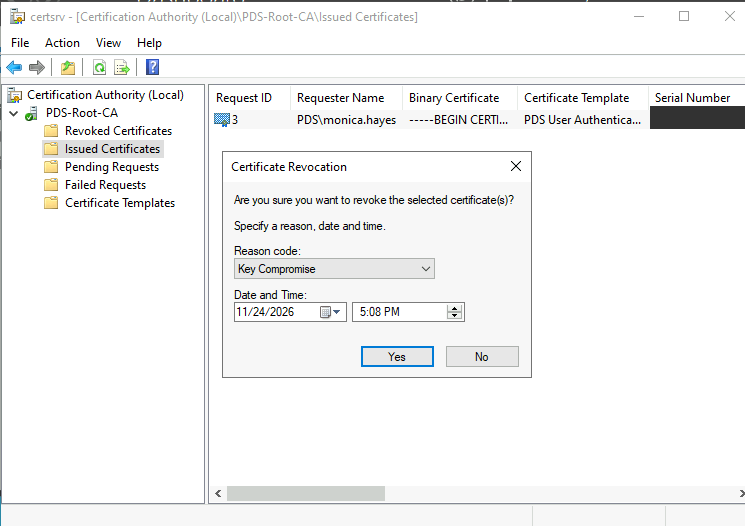 certsrv - [Certification Authority (Local)\PDS-Root-CA\Issued Certificates]
File Action View Help
Certification Authority (Local)
PDS-Root-CA
Revoked Certificates
Issued Certificates
Pending Requests
Failed Requests
Certificate Templates
Request ID Requester Name Binary Certificate Certificate Template Serial Number
3 PDS\monica.hayes -----BEGIN CERTI... PDS User Authentica...
Certificate Revocation
Are you sure you want to revoke the selected certificate(s)?
Specify a reason, date and time.
Reason code:
Key Compromise
Date and Time:
11/24/2026 5:08 PM
Yes No